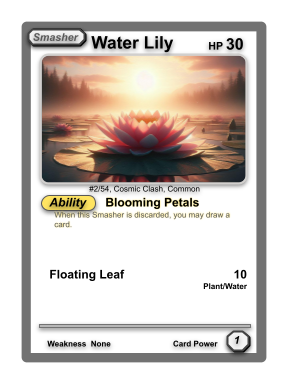 Smasher Water Lily HP 30
#2/54, Cosmic Clash, Common
Ability Blooming Petals
When this Smasher is discarded, you may draw a
card.
Floating Leaf 10
Plant/Water
Weakness None Card Power 1